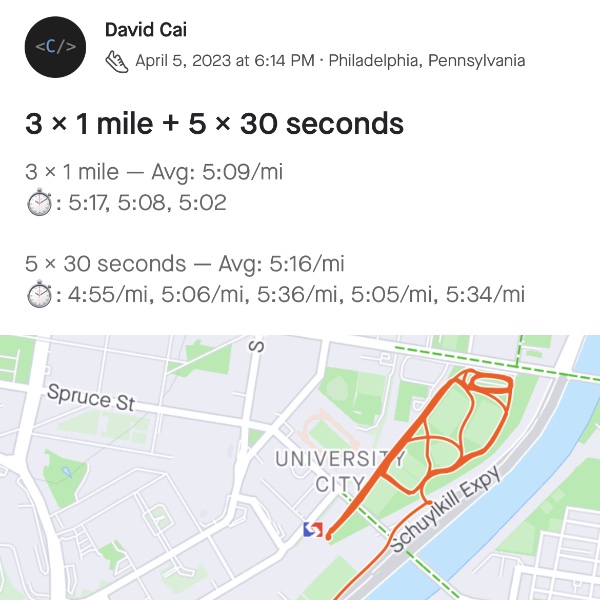 <C/>
David Cai
April 5, 2023 at 6:14 PM · Philadelphia, Pennsylvania
3 × 1 mile + 5 × 30 seconds
3 × 1 mile — Avg: 5:09/mi
⏱️: 5:17, 5:08, 5:02
5 × 30 seconds — Avg: 5:16/mi
⏱️: 4:55/mi, 5:06/mi, 5:36/mi, 5:05/mi, 5:34/mi
S
Spruce St
UNIVERSITY
CITY
Schuylkill Expy